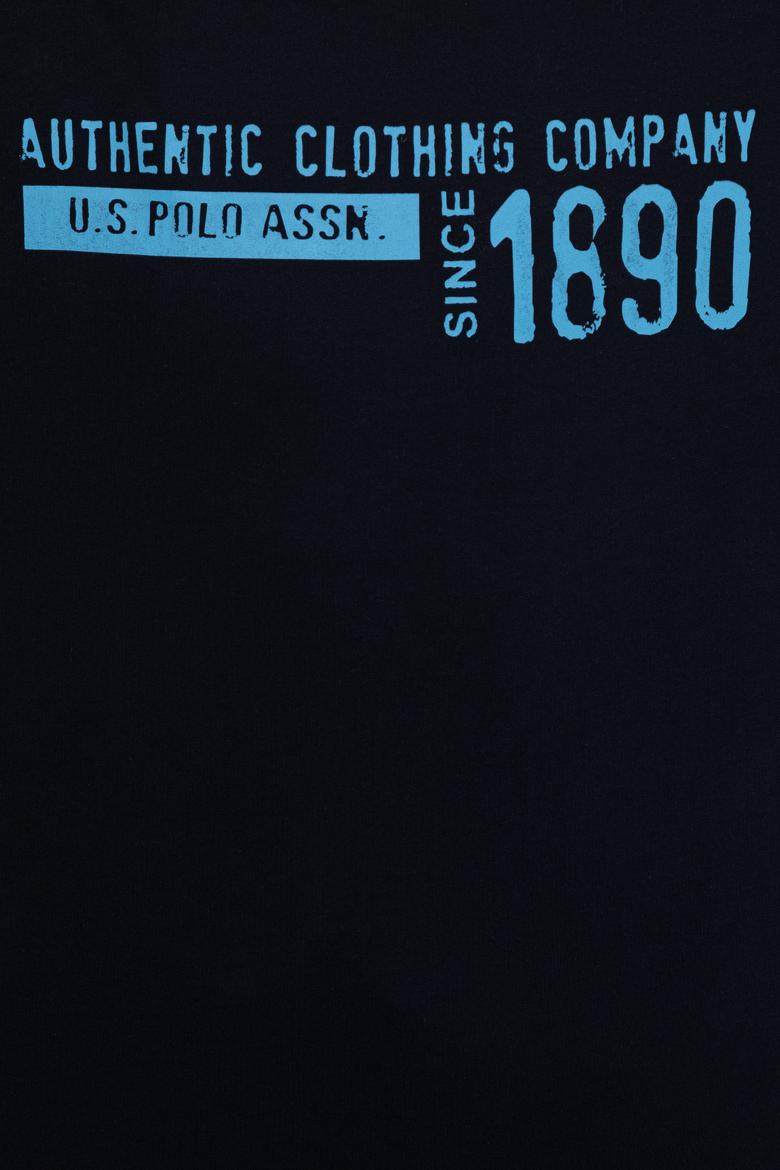 AUTHENTIC CLOTHING COMPANY
U.S. POLO ASSN.
SINCE
1890